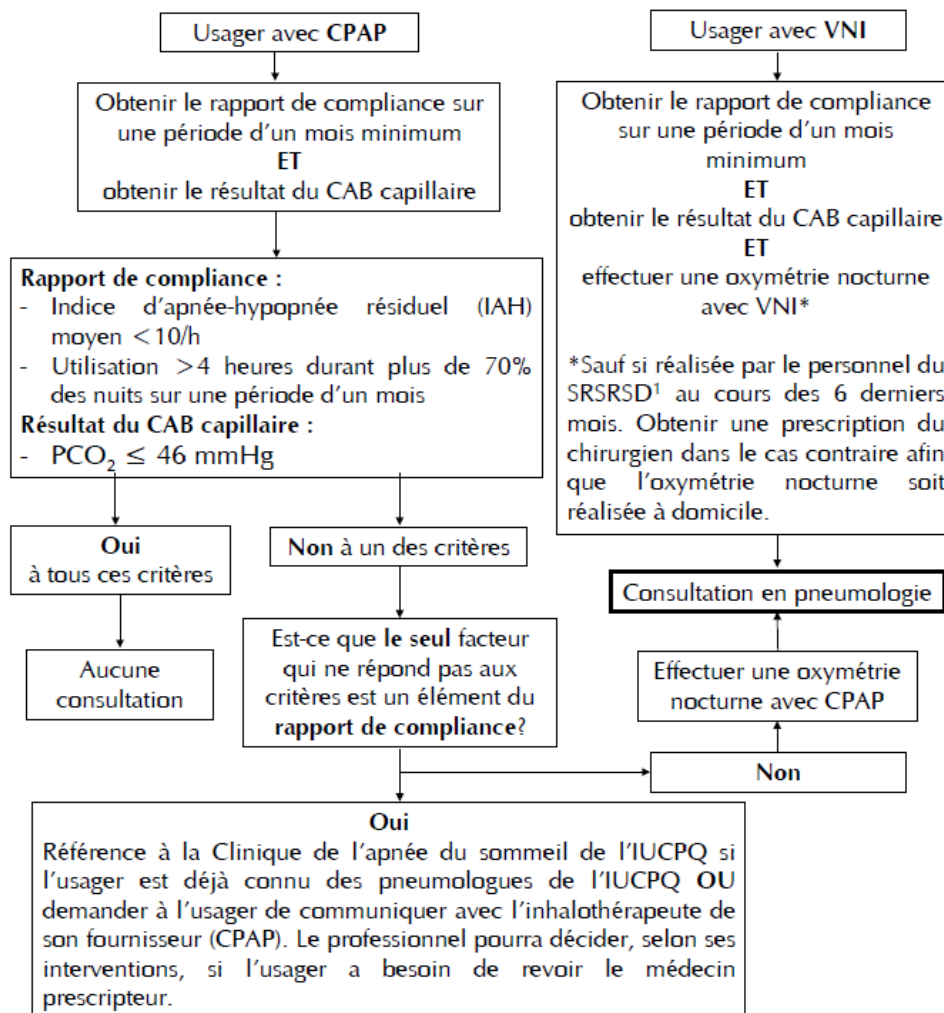 Usager avec CPAP
Obtenir le rapport de compliance sur
une période d'un mois minimum
ET
obtenir le résultat du CAB capillaire
Rapport de compliance :
- Indice d'apnée-hypopnée résiduel (IAH)
moyen <10/h
- Utilisation >4 heures durant plus de 70%
des nuits sur une période d'un mois
Résultat du CAB capillaire :
- PCO₂ ≤ 46 mmHg
Oui
à tous ces critères
Aucune
consultation
Non à un des critères
Est-ce que le seul facteur
qui ne répond pas aux
critères est un élément du
rapport de compliance?
Oui
Référence à la Clinique de l'apnée du sommeil de l'IUCPQ si
l'usager est déjà connu des pneumologues de l'IUCPQ OU
demander à l'usager de communiquer avec l'inhalothérapeute de
son fournisseur (CPAP). Le professionnel pourra décider, selon ses
interventions, si l'usager a besoin de revoir le médecin
prescripteur.
Non
Effectuer une oxymétrie
nocturne avec CPAP
Consultation en pneumologie
Usager avec VNI
Obtenir le rapport de compliance
sur une période d'un mois
minimum
ET
obtenir le résultat du CAB capillaire
ET
effectuer une oxymétrie nocturne
avec VNI*
*Sauf si réalisée par le personnel du
SRSRSD¹ au cours des 6 derniers
mois. Obtenir une prescription du
chirurgien dans le cas contraire afin
que l'oxymétrie nocturne soit
réalisée à domicile.